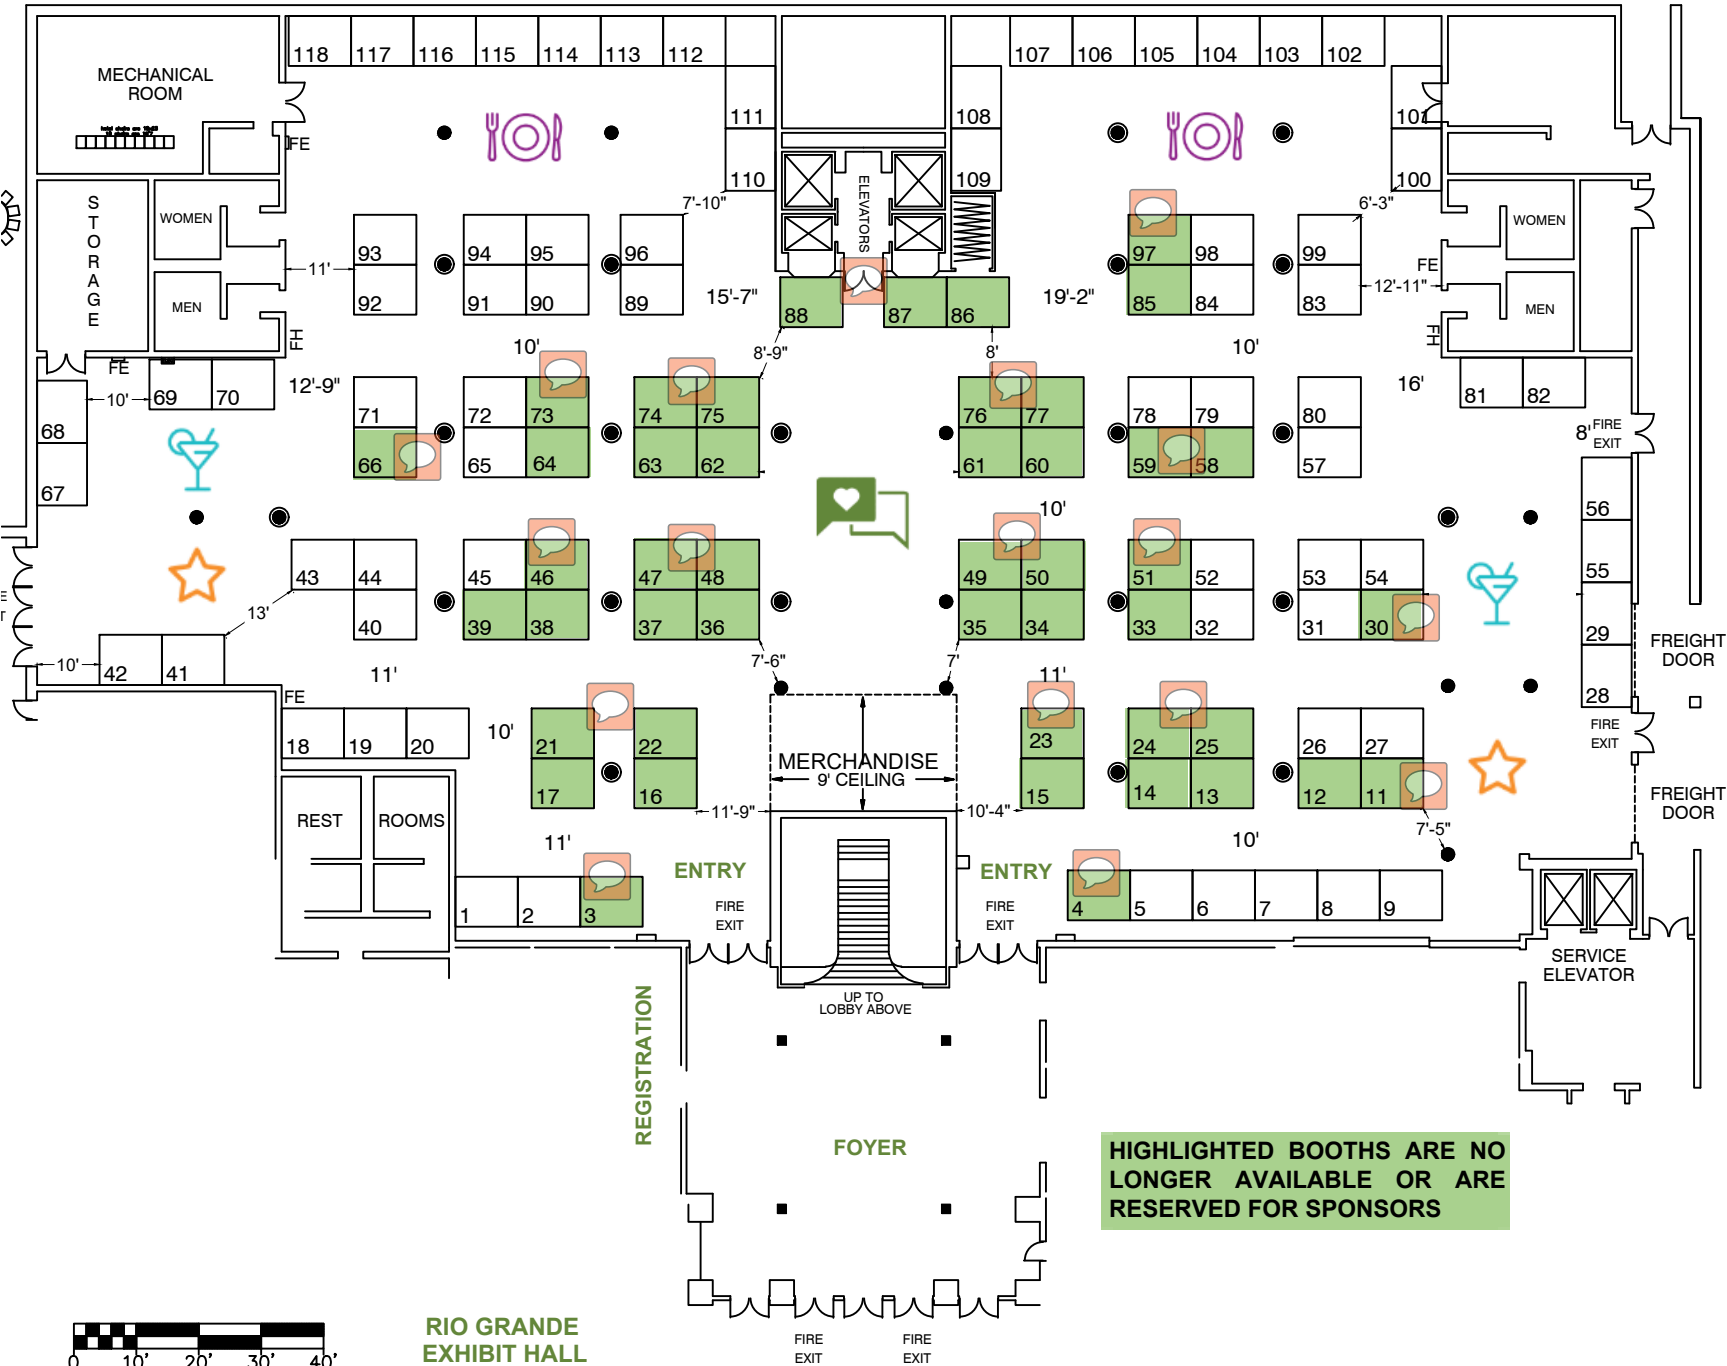 118 117 116 115 114 113 112
107 106 105 104 103 102
MECHANICAL
ROOM
111
108
107
FE
110
109
100
ELEVATORS
STORAGE
WOMEN
7'-10"
6'-3"
WOMEN
93 94 95 96
97 98 99
11'
FE
12'-11"
92 91 90 89
15'-7"
88 87 86
19'-2"
85 84 83
MEN
MEN
FH
FH
10'
8'-9"
8'
10'
FE
10'
69 70
12'-9"
16'
81 82
68
71 72 73 74 75
76 77 78 79 80
8'
FIRE
EXIT
67
66 65 64 63 62
61 60 59 58 57
10'
56
43 44 45 46 47 48
49 50 51 52 53 54
55
13'
40 39 38 37 36
35 34 33 32 31 30
29
10'
42 41
11'
7'-6"
7'
11'
28
FREIGHT
DOOR
FE
18 19 20
10'
21 22
23 24 25 26 27
FIRE
EXIT
MERCHANDISE
9' CEILING
17 16
11'-9"
10'-4"
15 14 13 12 11
FREIGHT
DOOR
REST ROOMS
7'-5"
11'
10'
ENTRY
ENTRY
1 2 3
FIRE
EXIT
FIRE
EXIT
4 5 6 7 8 9
SERVICE
ELEVATOR
UP TO
LOBBY ABOVE
REGISTRATION
FOYER
HIGHLIGHTED BOOTHS ARE NO
LONGER AVAILABLE OR ARE
RESERVED FOR SPONSORS
RIO GRANDE
EXHIBIT HALL
FIRE
EXIT
FIRE
EXIT
0 10' 20' 30' 40'